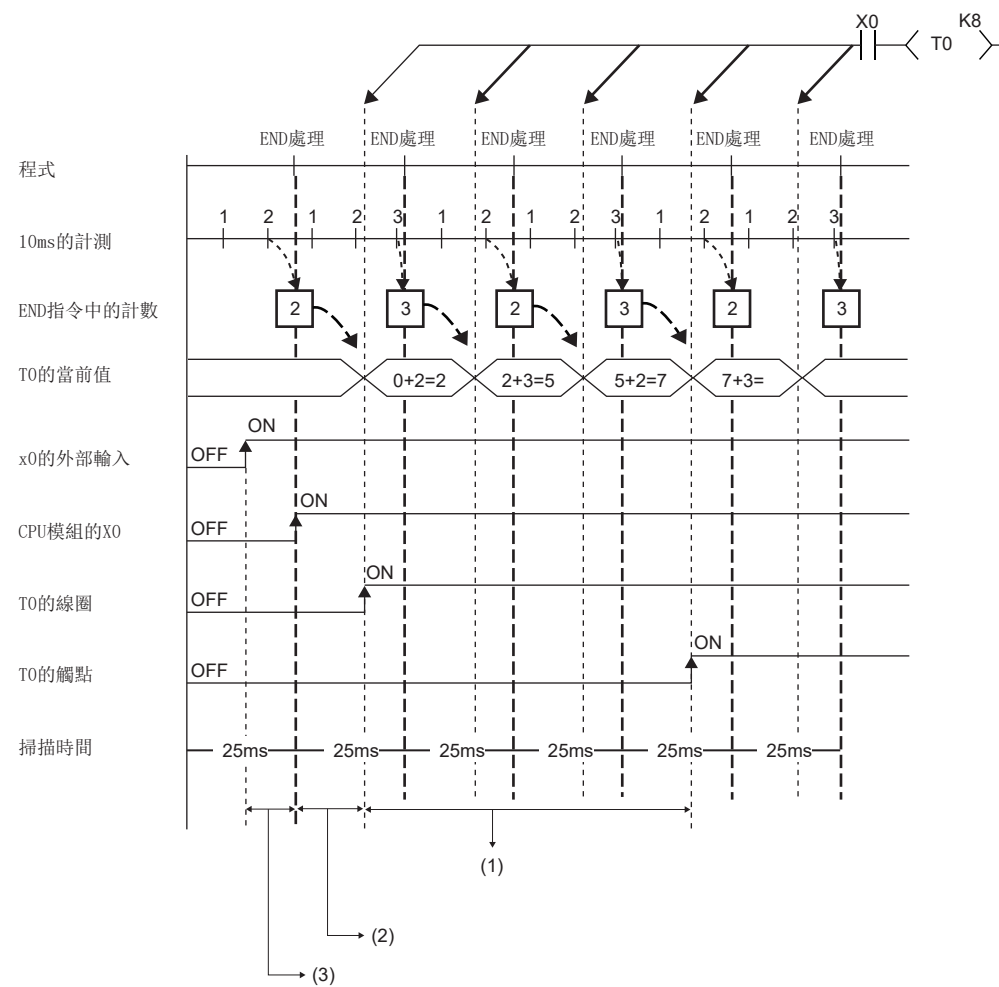 X0 K8
T0
END處理 END處理 END處理 END處理 END處理 END處理
程式
1 2 1 2 3 1 2 1 2 3 1 2 1 2 3
10ms的計測
END指令中的計數 2 3 2 3 2 3
T0的當前值 0+2=2 2+3=5 5+2=7 7+3=
ON
x0的外部輸入 OFF
ON
CPU模組的X0 OFF
ON
T0的線圈 OFF
ON
T0的觸點 OFF
掃描時間 25ms 25ms 25ms 25ms 25ms 25ms
(1)
(2)
(3)